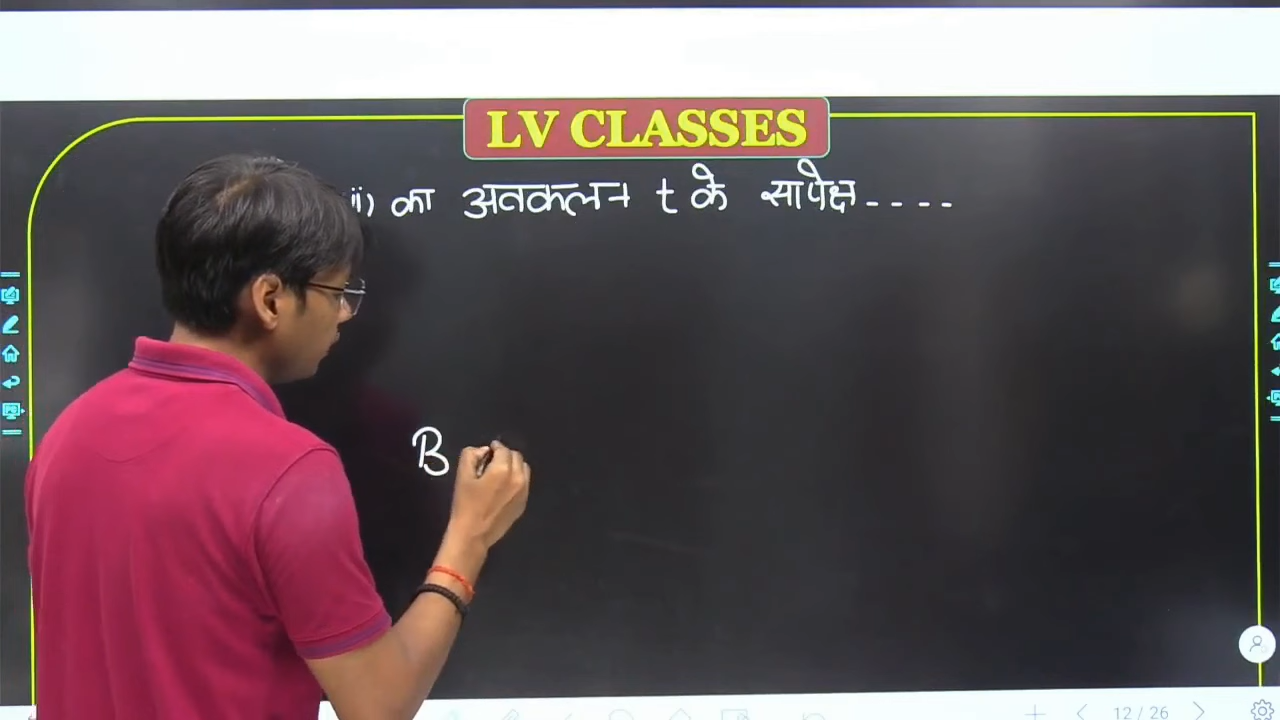 LV CLASSES
ii) का अवकलन t के सापेक्ष ----
B
12/26